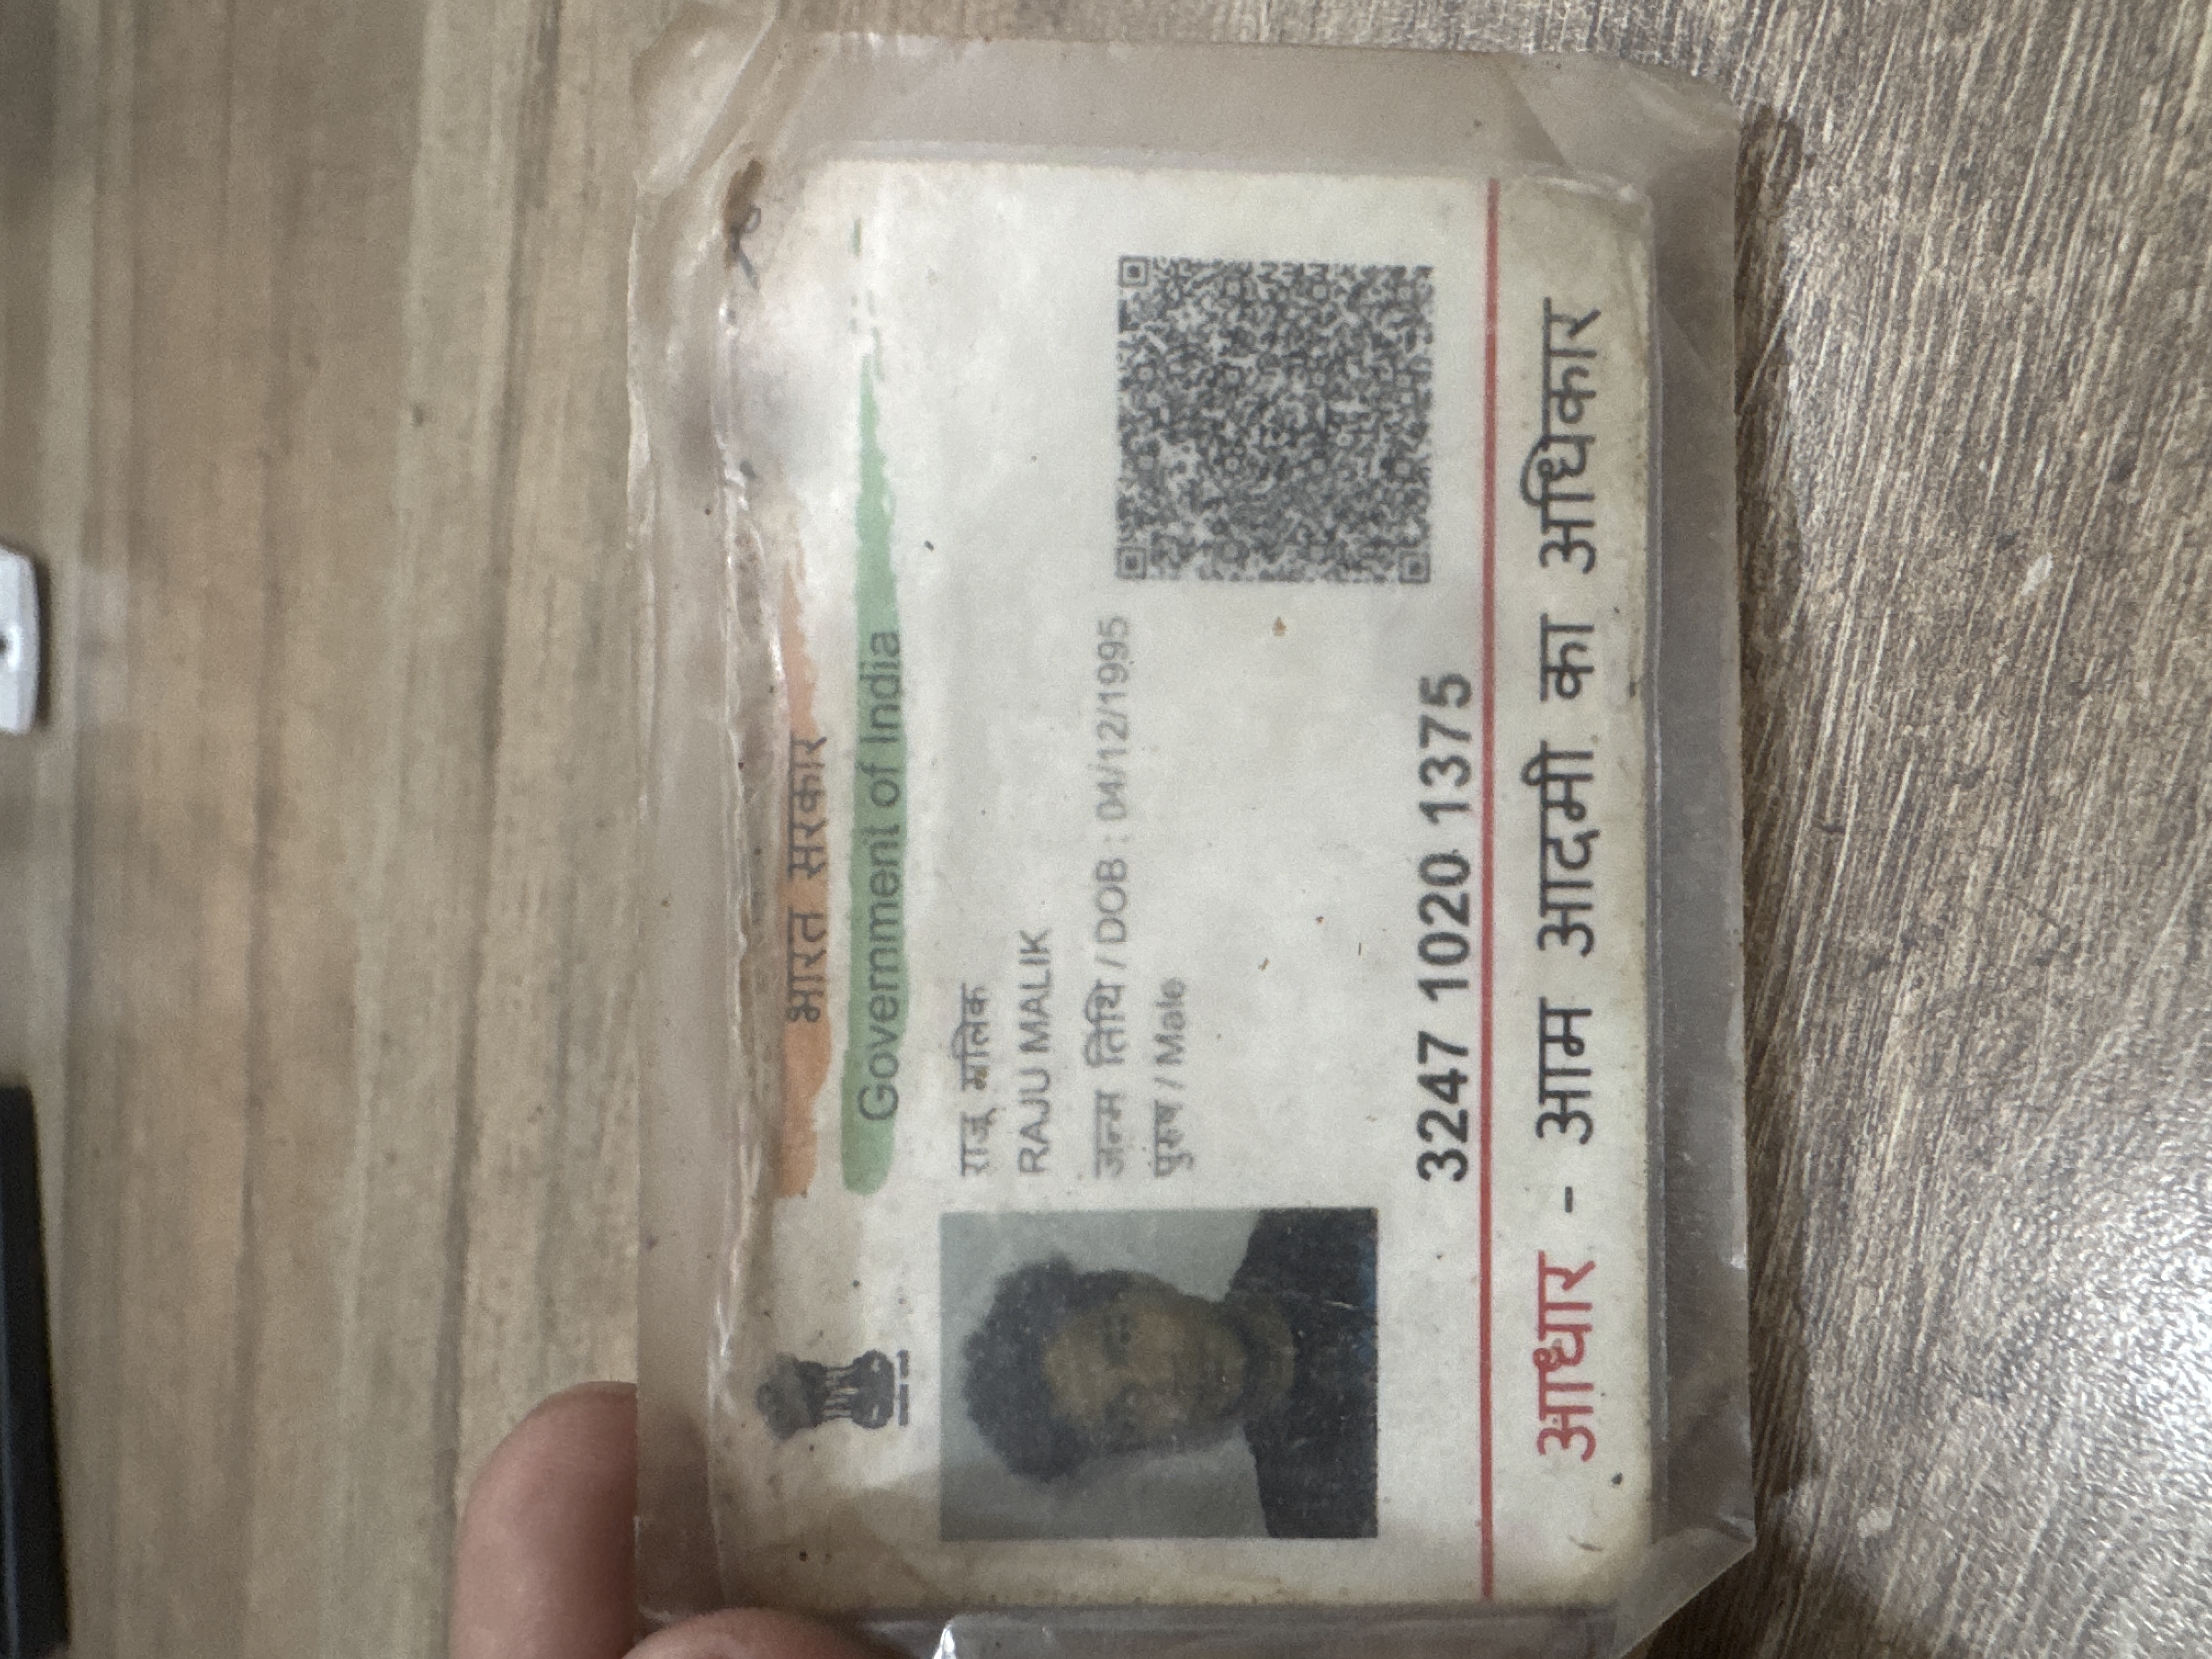 भारत सरकार
Government of India
राजू मलिक
RAJU MALIK
जन्म तिथि / DOB : 04/12/1995
पुरुष / Male
3247 1020 1375
आधार - आम आदमी का अधिकार